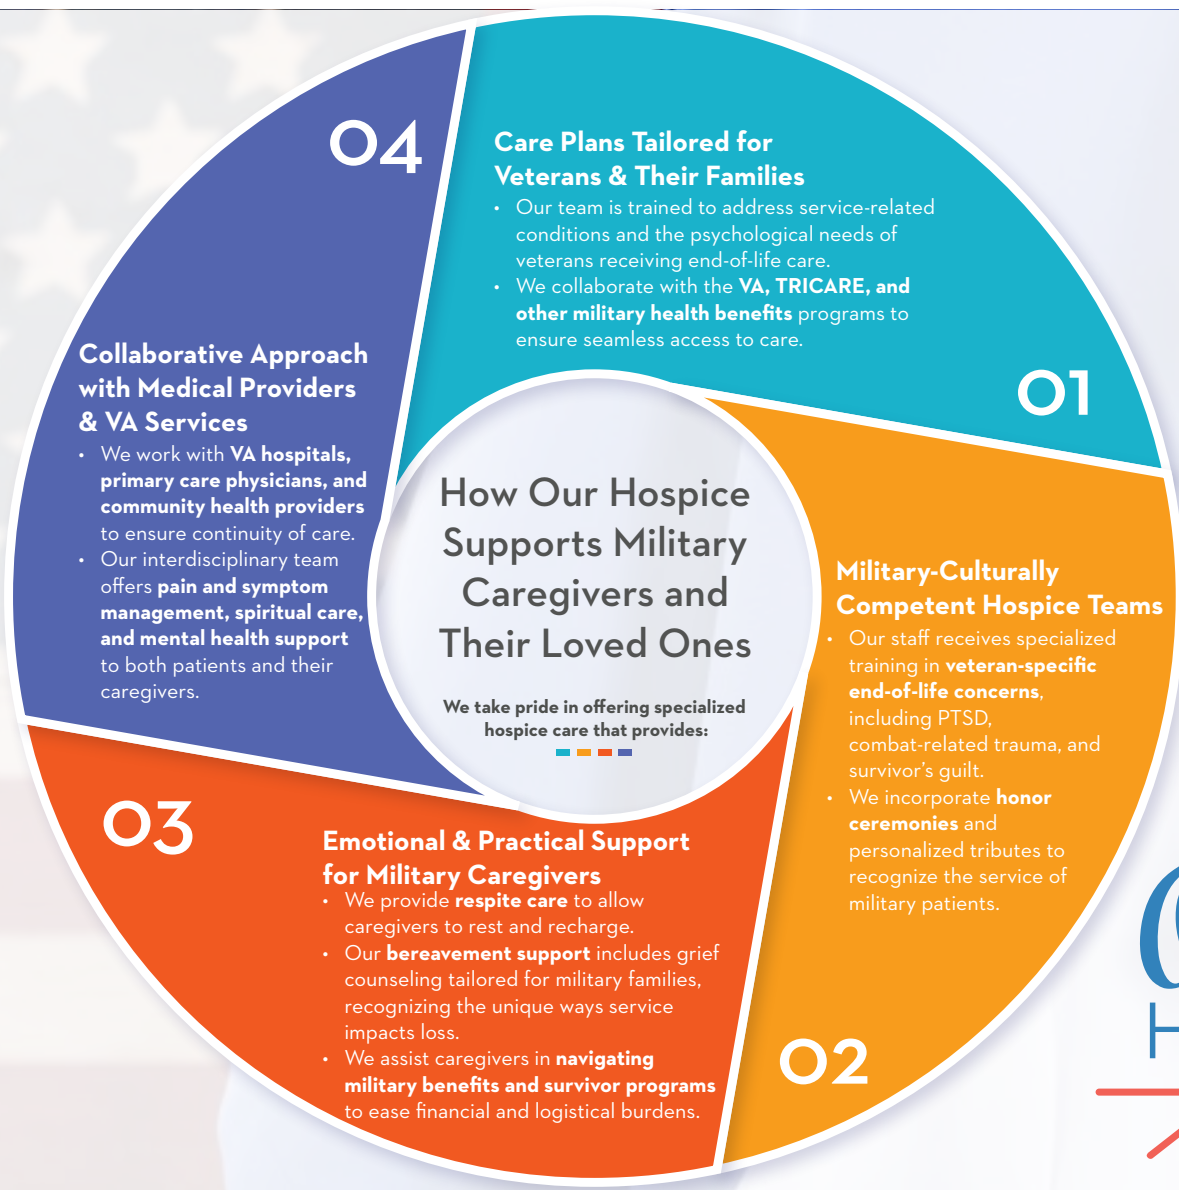 How Our Hospice
Supports Military
Caregivers and
Their Loved Ones
We take pride in offering specialized
hospice care that provides:
01
Care Plans Tailored for
Veterans & Their Families
• Our team is trained to address service-related
conditions and the psychological needs of
veterans receiving end-of-life care.
• We collaborate with the VA, TRICARE, and
other military health benefits programs to
ensure seamless access to care.
02
Military-Culturally
Competent Hospice Teams
• Our staff receives specialized
training in veteran-specific
end-of-life concerns,
including PTSD,
combat-related trauma, and
survivor's guilt.
• We incorporate honor
ceremonies and
personalized tributes to
recognize the service of
military patients.
03
Emotional & Practical Support
for Military Caregivers
• We provide respite care to allow
caregivers to rest and recharge.
• Our bereavement support includes grief
counseling tailored for military families,
recognizing the unique ways service
impacts loss.
• We assist caregivers in navigating
military benefits and survivor programs
to ease financial and logistical burdens.
04
Collaborative Approach
with Medical Providers
& VA Services
• We work with VA hospitals,
primary care physicians, and
community health providers
to ensure continuity of care.
• Our interdisciplinary team
offers pain and symptom
management, spiritual care,
and mental health support
to both patients and their
caregivers.